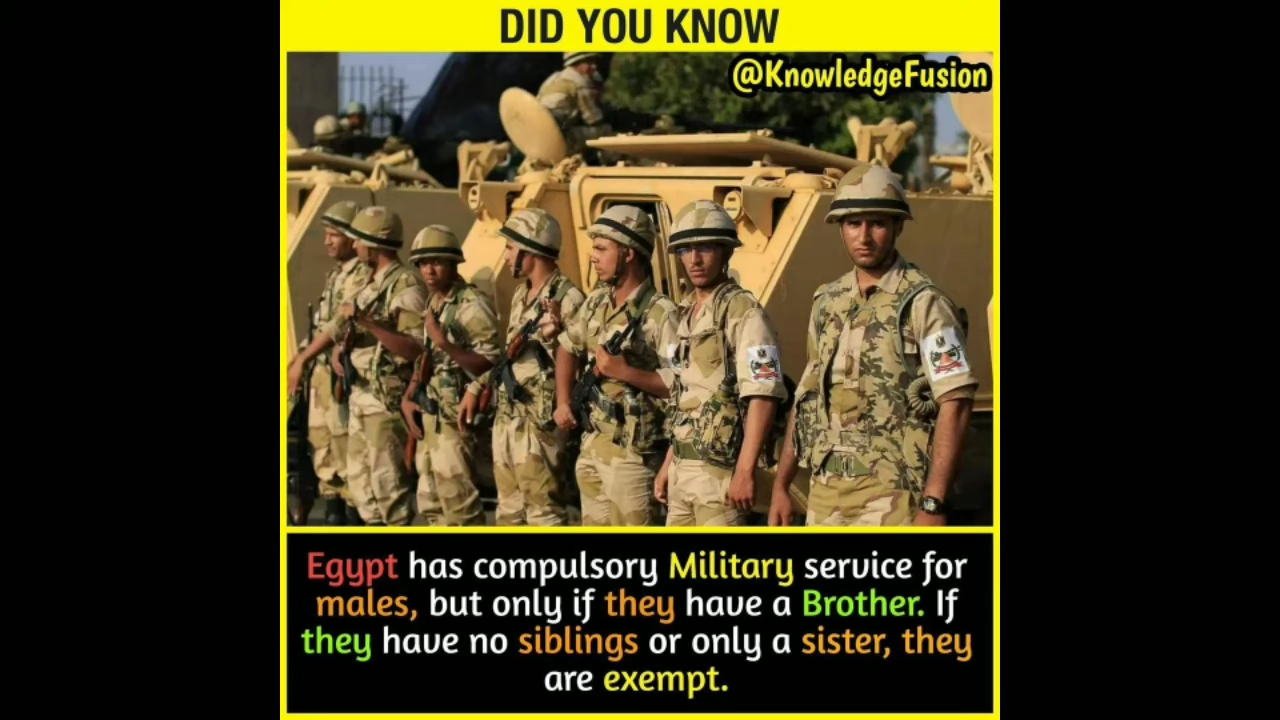 DID YOU KNOW
@KnowledgeFusion
Egypt has compulsory Military service for
males, but only if they have a Brother. If
they have no siblings or only a sister, they
are exempt.